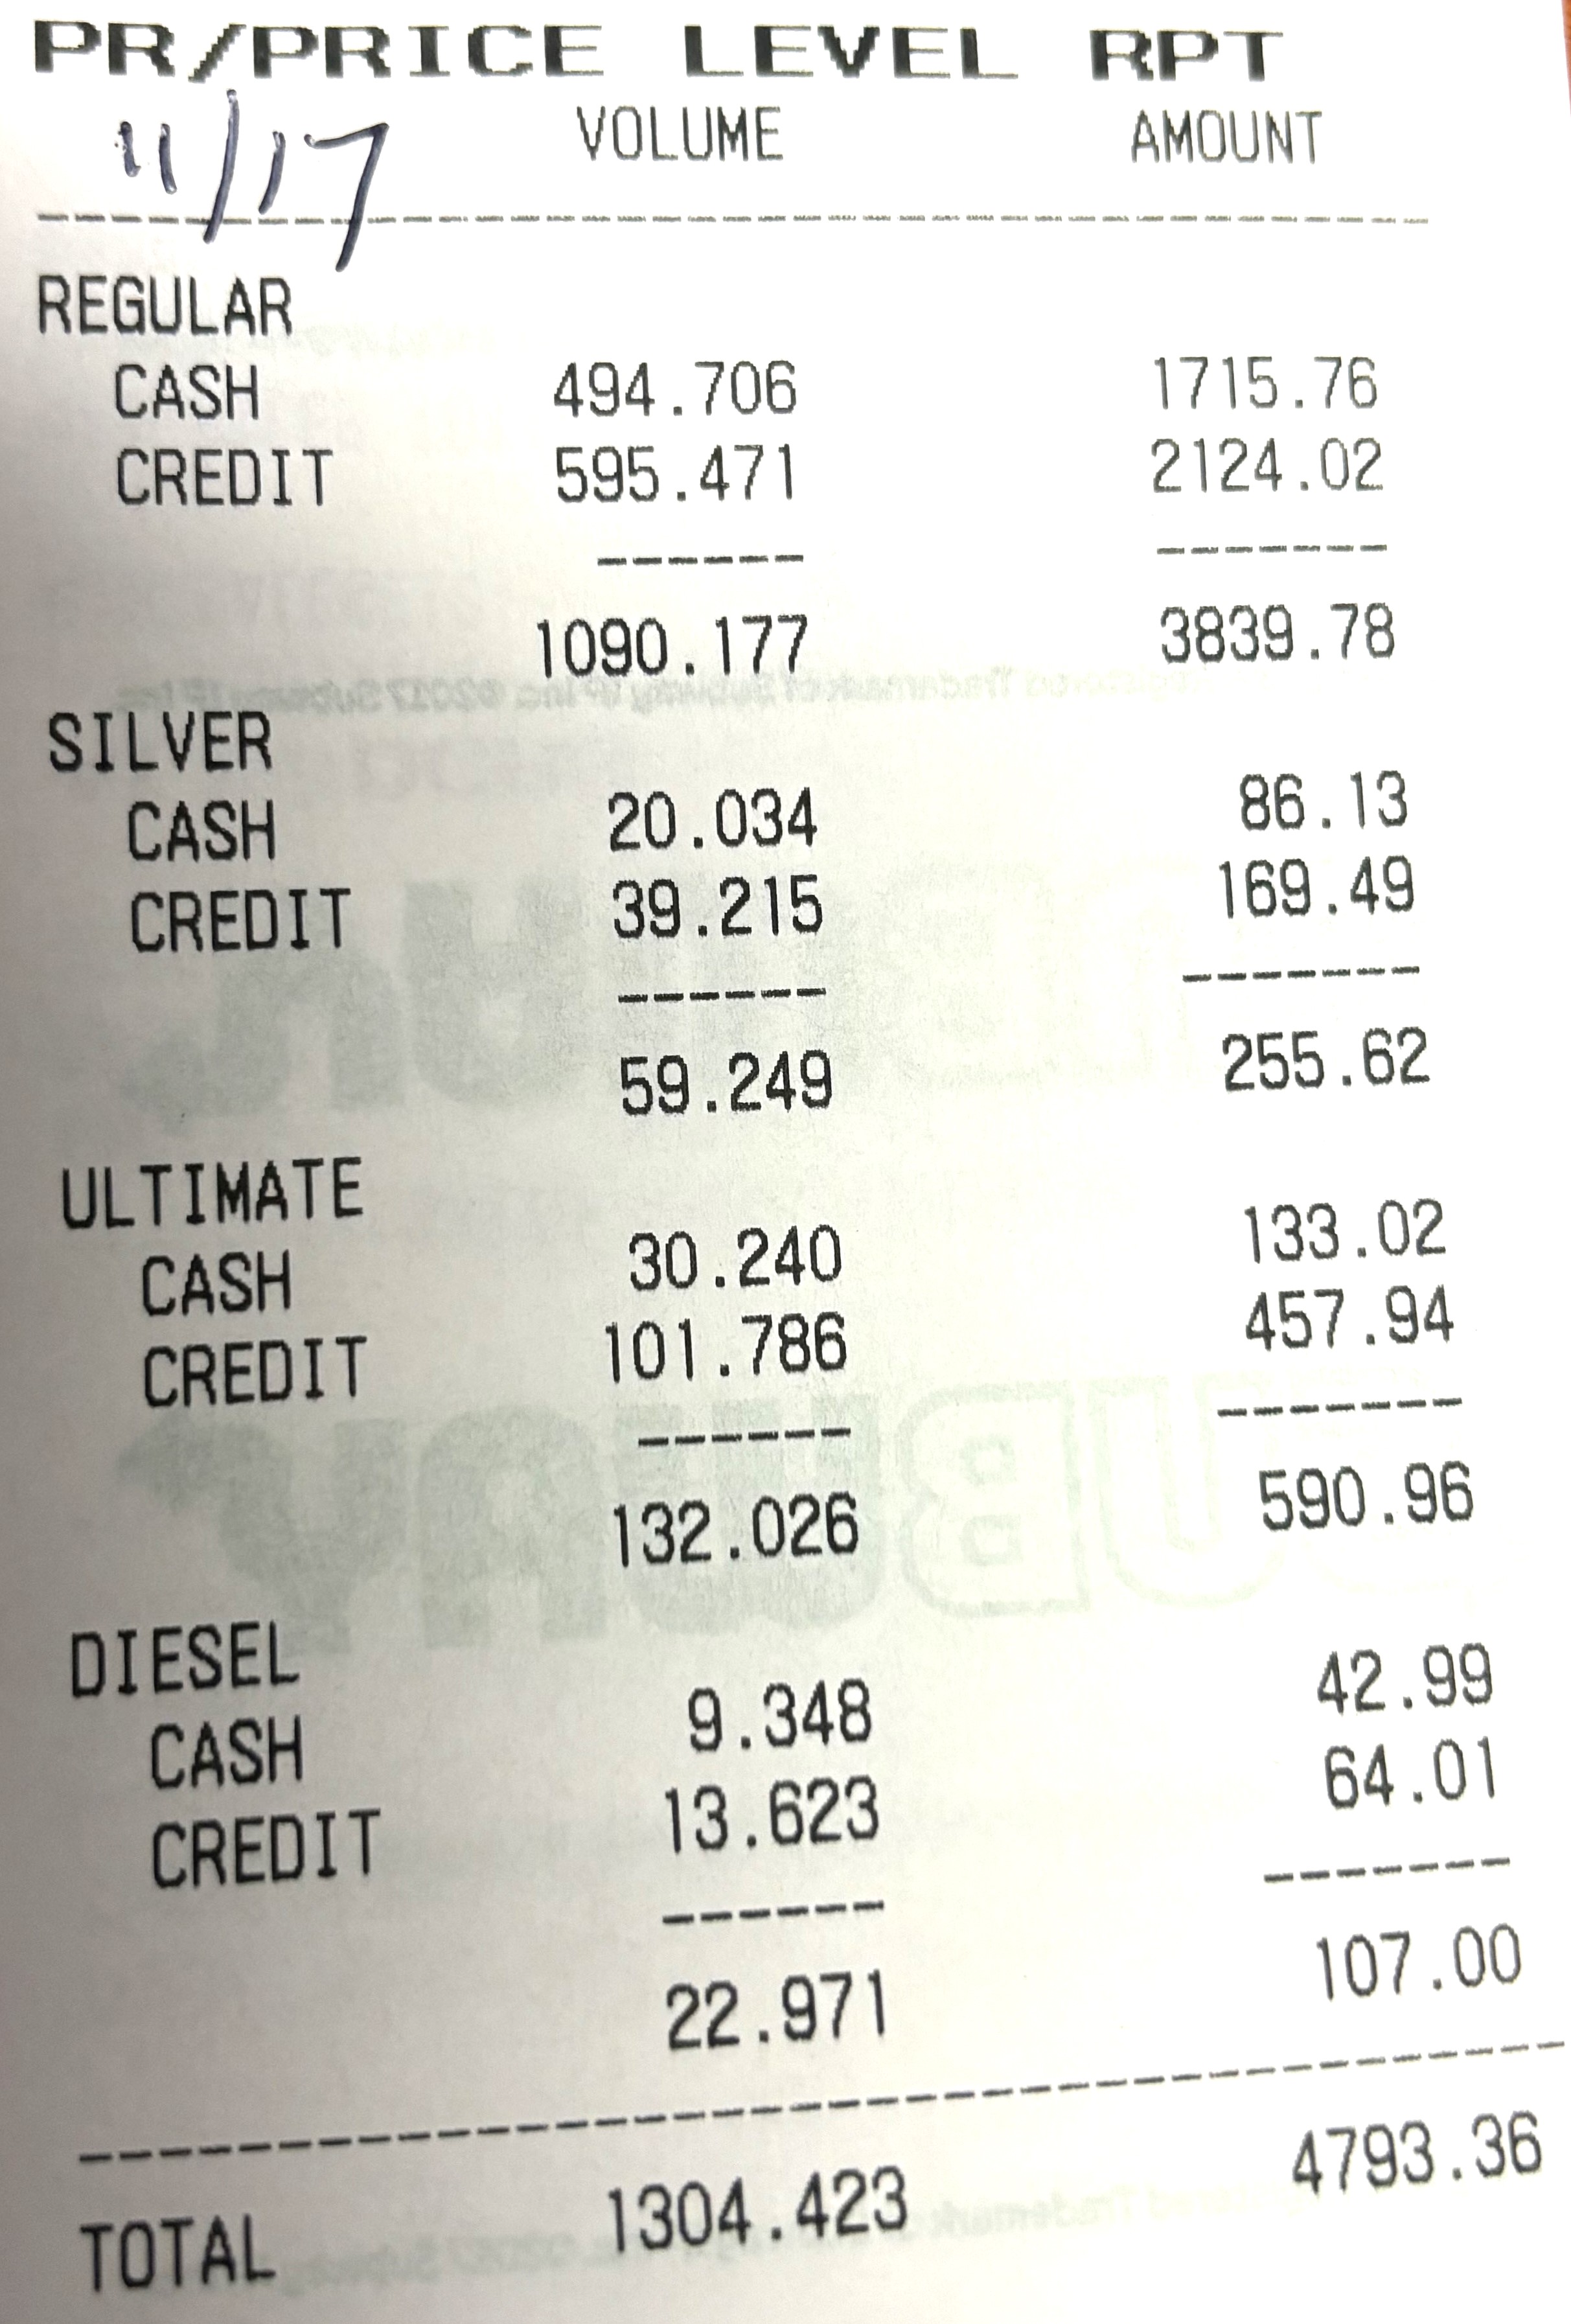 PR/PRICE LEVEL RPT
VOLUME AMOUNT
11/17
REGULAR
CASH 494.706 1715.76
CREDIT 595.471 2124.02
1090.177 3839.78
SILVER
CASH 20.034 86.13
CREDIT 39.215 169.49
59.249 255.62
ULTIMATE
CASH 30.240 133.02
CREDIT 101.786 457.94
132.026 590.96
DIESEL
CASH 9.348 42.99
CREDIT 13.623 64.01
22.971 107.00
TOTAL 1304.423 4793.36